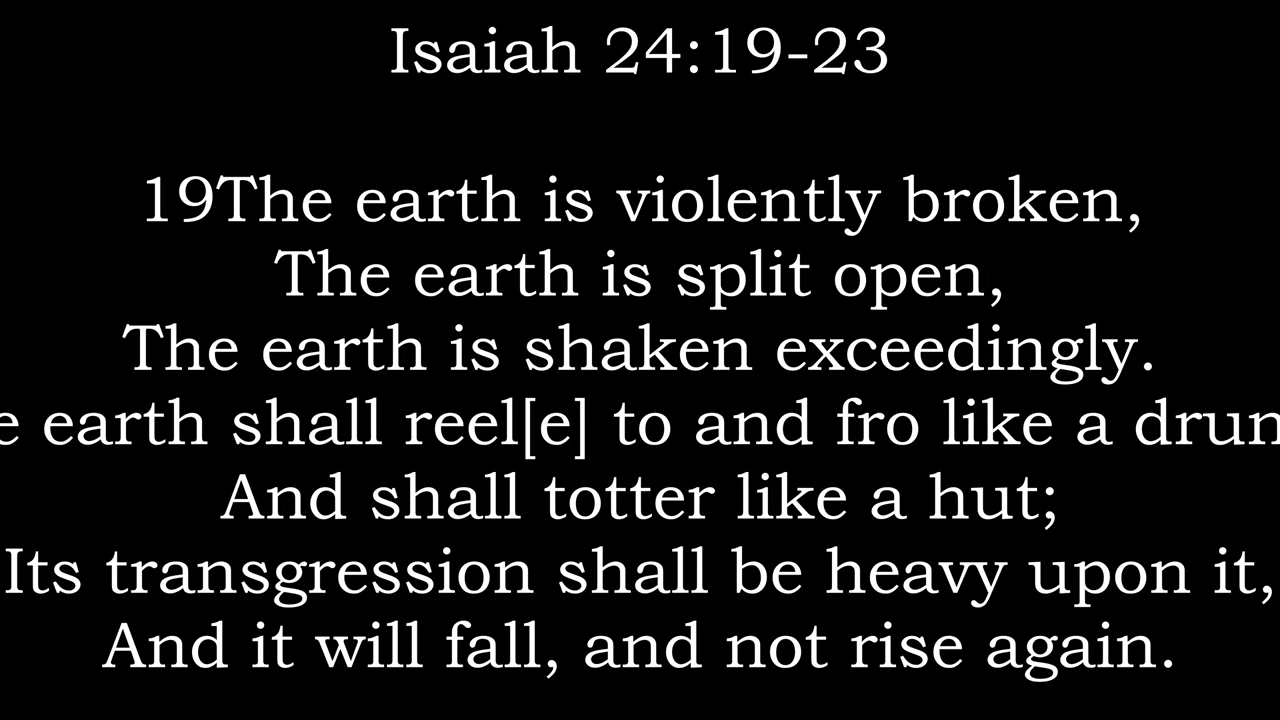 Isaiah 24:19-23
19The earth is violently broken,
The earth is split open,
The earth is shaken exceedingly.
earth shall reel[e] to and fro like a
And shall totter like a hut;
Its transgression shall be heavy upon it,
And it will fall, and not rise again.